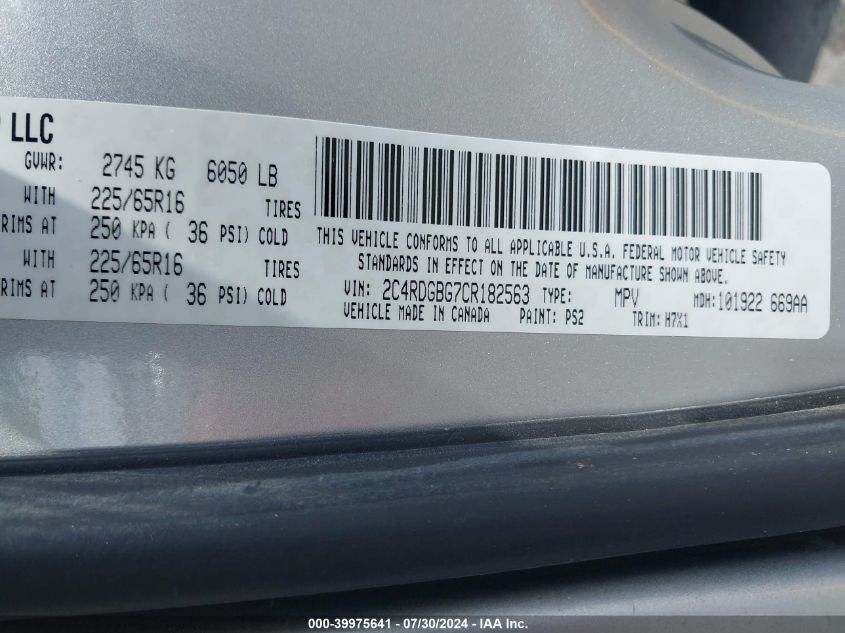 LLC
GVWR: 2745 KG 6050 LB
WITH 225/65R16 TIRES
RIMS AT 250 KPA ( 36 PSI) COLD
WITH 225/65R16 TIRES
RIMS AT 250 KPA ( 36 PSI) COLD
THIS VEHICLE CONFORMS TO ALL APPLICABLE U.S.A. FEDERAL MOTOR VEHICLE SAFETY
STANDARDS IN EFFECT ON THE DATE OF MANUFACTURE SHOWN ABOVE.
VIN: 2C4RDGBG7CR182563 TYPE: MPV MDH:101922 669AA
VEHICLE MADE IN CANADA PAINT: PS2 TRIM: H7X1
000-39975641 / 07/30/2024 - IAA Inc.